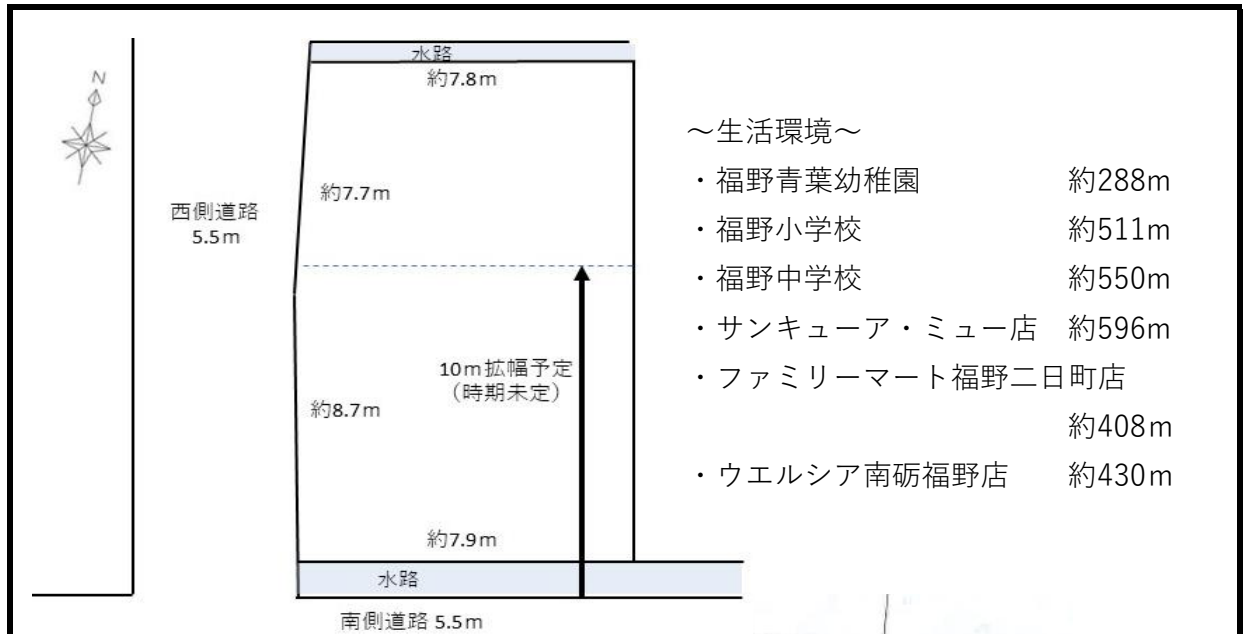 水路
約7.8m
N
約7.7m
西側道路
5.5m
10m拡幅予定
（時期未定）
約8.7m
約7.9m
水路
南側道路 5.5m
～生活環境～
・福野青葉幼稚園 約288m
・福野小学校 約511m
・福野中学校 約550m
・サンキューア・ミュー店 約596m
・ファミリーマート福野二日町店
約408m
・ウエルシア南砺福野店 約430m